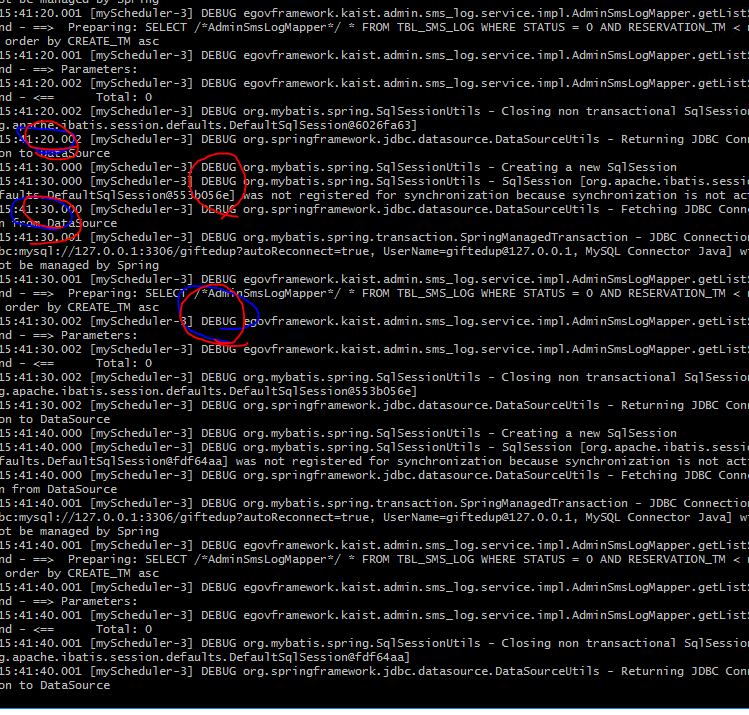 ot be managed by Spring
15:41:20.001 [myScheduler-3] DEBUG egovframework.kaist.admin.sms_log.service.impl.AdminSmsLogMapper.getListS
nd - ==>  Preparing: SELECT /*AdminSmsLogMapper*/ * FROM TBL_SMS_LOG WHERE STATUS = 0 AND RESERVATION_TM < n
 order by CREATE_TM asc
15:41:20.001 [myScheduler-3] DEBUG egovframework.kaist.admin.sms_log.service.impl.AdminSmsLogMapper.getListS
nd - ==> Parameters:
15:41:20.002 [myScheduler-3] DEBUG egovframework.kaist.admin.sms_log.service.impl.AdminSmsLogMapper.getListS
nd - <==      Total: 0
15:41:20.002 [myScheduler-3] DEBUG org.mybatis.spring.SqlSessionUtils - Closing non transactional SqlSession
g.apache.ibatis.session.defaults.DefaultSqlSession@6026fa63]
15:41:20.002 [myScheduler-3] DEBUG org.springframework.jdbc.datasource.DataSourceUtils - Returning JDBC Conn
on to DataSource
15:41:30.000 [myScheduler-3] DEBUG org.mybatis.spring.SqlSessionUtils - Creating a new SqlSession
15:41:30.000 [myScheduler-3] DEBUG org.mybatis.spring.SqlSessionUtils - SqlSession [org.apache.ibatis.sessio
faults.DefaultSqlSession@553b056e] was not registered for synchronization because synchronization is not act
15:41:30.000 [myScheduler-3] DEBUG org.springframework.jdbc.datasource.DataSourceUtils - Fetching JDBC Conne
n from DataSource
15:41:30.001 [myScheduler-3] DEBUG org.mybatis.spring.transaction.SpringManagedTransaction - JDBC Connection
bc:mysql://127.0.0.1:3306/giftedup?autoReconnect=true, UserName=giftedup@127.0.0.1, MySQL Connector Java] wi
ot be managed by Spring
15:41:30.001 [myScheduler-3] DEBUG egovframework.kaist.admin.sms_log.service.impl.AdminSmsLogMapper.getListS
nd - ==>  Preparing: SELECT /*AdminSmsLogMapper*/ * FROM TBL_SMS_LOG WHERE STATUS = 0 AND RESERVATION_TM < n
 order by CREATE_TM asc
15:41:30.002 [myScheduler-3] DEBUG egovframework.kaist.admin.sms_log.service.impl.AdminSmsLogMapper.getListS
nd - ==> Parameters:
15:41:30.002 [myScheduler-3] DEBUG egovframework.kaist.admin.sms_log.service.impl.AdminSmsLogMapper.getListS
nd - <==      Total: 0
15:41:30.002 [myScheduler-3] DEBUG org.mybatis.spring.SqlSessionUtils - Closing non transactional SqlSession
g.apache.ibatis.session.defaults.DefaultSqlSession@553b056e]
15:41:30.002 [myScheduler-3] DEBUG org.springframework.jdbc.datasource.DataSourceUtils - Returning JDBC Conn
on to DataSource
15:41:40.000 [myScheduler-3] DEBUG org.mybatis.spring.SqlSessionUtils - Creating a new SqlSession
15:41:40.000 [myScheduler-3] DEBUG org.mybatis.spring.SqlSessionUtils - SqlSession [org.apache.ibatis.sessio
faults.DefaultSqlSession@fdf64aa] was not registered for synchronization because synchronization is not acti
15:41:40.000 [myScheduler-3] DEBUG org.springframework.jdbc.datasource.DataSourceUtils - Fetching JDBC Conne
n from DataSource
15:41:40.001 [myScheduler-3] DEBUG org.mybatis.spring.transaction.SpringManagedTransaction - JDBC Connection
bc:mysql://127.0.0.1:3306/giftedup?autoReconnect=true, UserName=giftedup@127.0.0.1, MySQL Connector Java] wi
ot be managed by Spring
15:41:40.001 [myScheduler-3] DEBUG egovframework.kaist.admin.sms_log.service.impl.AdminSmsLogMapper.getListS
nd - ==>  Preparing: SELECT /*AdminSmsLogMapper*/ * FROM TBL_SMS_LOG WHERE STATUS = 0 AND RESERVATION_TM < n
 order by CREATE_TM asc
15:41:40.001 [myScheduler-3] DEBUG egovframework.kaist.admin.sms_log.service.impl.AdminSmsLogMapper.getListS
nd - ==> Parameters:
15:41:40.001 [myScheduler-3] DEBUG egovframework.kaist.admin.sms_log.service.impl.AdminSmsLogMapper.getListS
nd - <==      Total: 0
15:41:40.001 [myScheduler-3] DEBUG org.mybatis.spring.SqlSessionUtils - Closing non transactional SqlSession
g.apache.ibatis.session.defaults.DefaultSqlSession@fdf64aa]
15:41:40.001 [myScheduler-3] DEBUG org.springframework.jdbc.datasource.DataSourceUtils - Returning JDBC Conn
on to DataSource